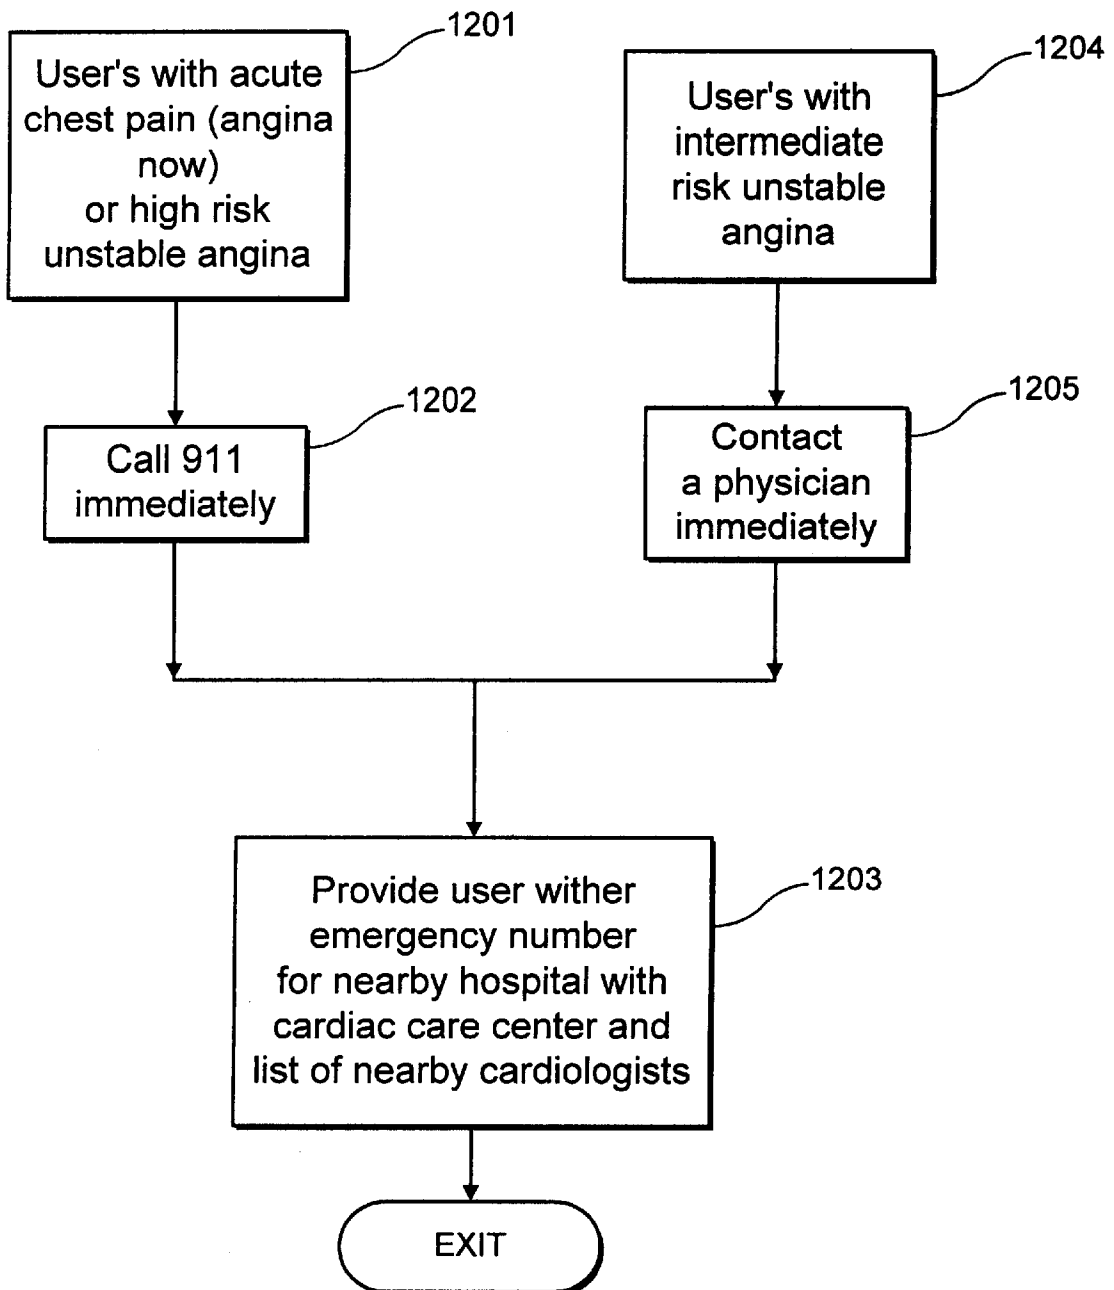 1201
User's with acute
chest pain (angina
now)
or high risk
unstable angina
1204
User's with
intermediate
risk unstable
angina
1202
Call 911
immediately
1205
Contact
a physician
immediately
1203
Provide user wither
emergency number
for nearby hospital with
cardiac care center and
list of nearby cardiologists
EXIT